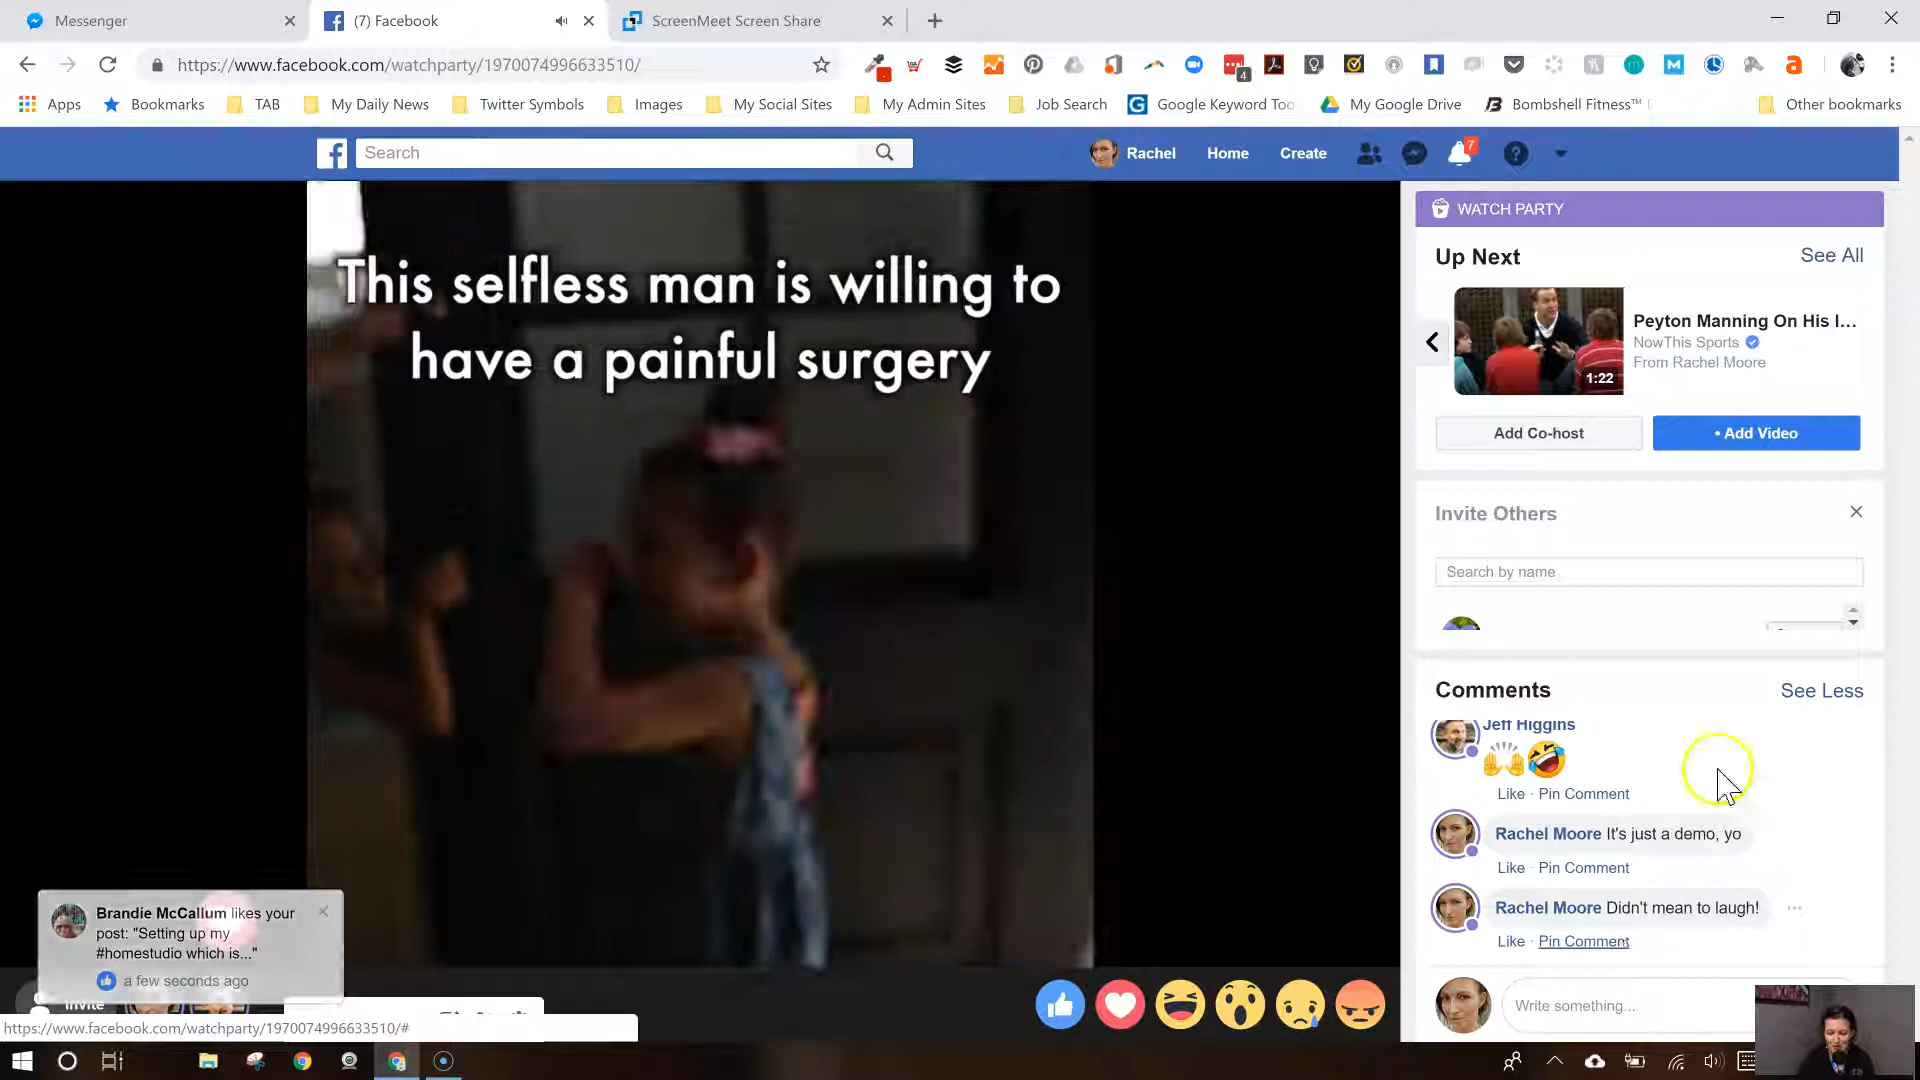 Messenger
(7) Facebook
ScreenMeet Screen Share
https://www.facebook.com/watchparty/1970074996633510/
4
Apps
Bookmarks
TAB
My Daily News
Twitter Symbols
Images
My Social Sites
My Admin Sites
Job Search
Google Keyword Too
My Google Drive
Bombshell Fitness™
Other bookmarks
Search
Rachel
Home
Create
7
This selfless man is willing to
have a painful surgery
WATCH PARTY
Up Next
See All
Peyton Manning On His I...
NowThis Sports
From Rachel Moore
1:22
Add Co-host
• Add Video
Invite Others
Search by name
Comments
See Less
Jeff Higgins
Like · Pin Comment
Rachel Moore It's just a demo, yo
Like · Pin Comment
Rachel Moore Didn't mean to laugh!
Like · Pin Comment
Write something...
Brandie McCallum likes your
post: "Setting up my
#homestudio which is..."
a few seconds ago
Invite
https://www.facebook.com/watchparty/1970074996633510/#